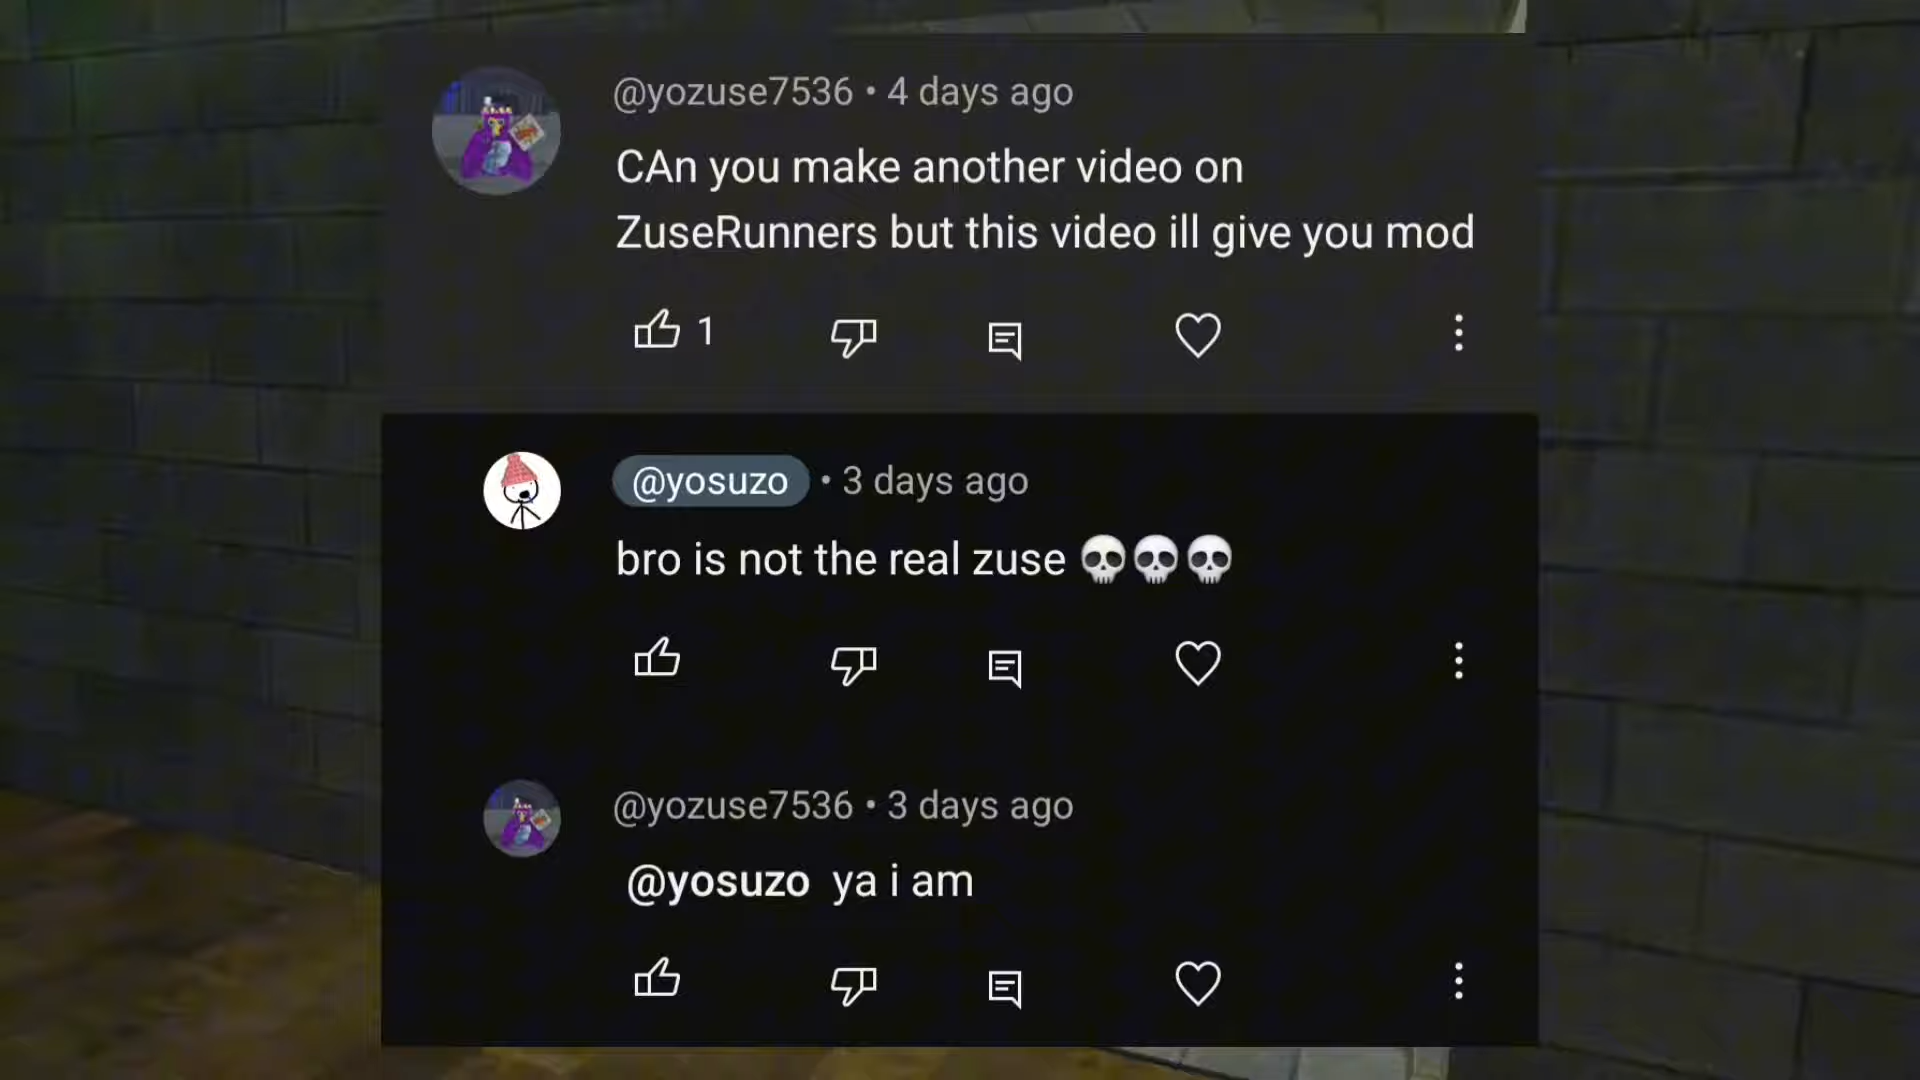 @yozuse7536 • 4 days ago
CAn you make another video on
ZuseRunners but this video ill give you mod
1
@yosuzo • 3 days ago
bro is not the real zuse 💀💀💀
@yozuse7536 • 3 days ago
@yosuzo ya i am